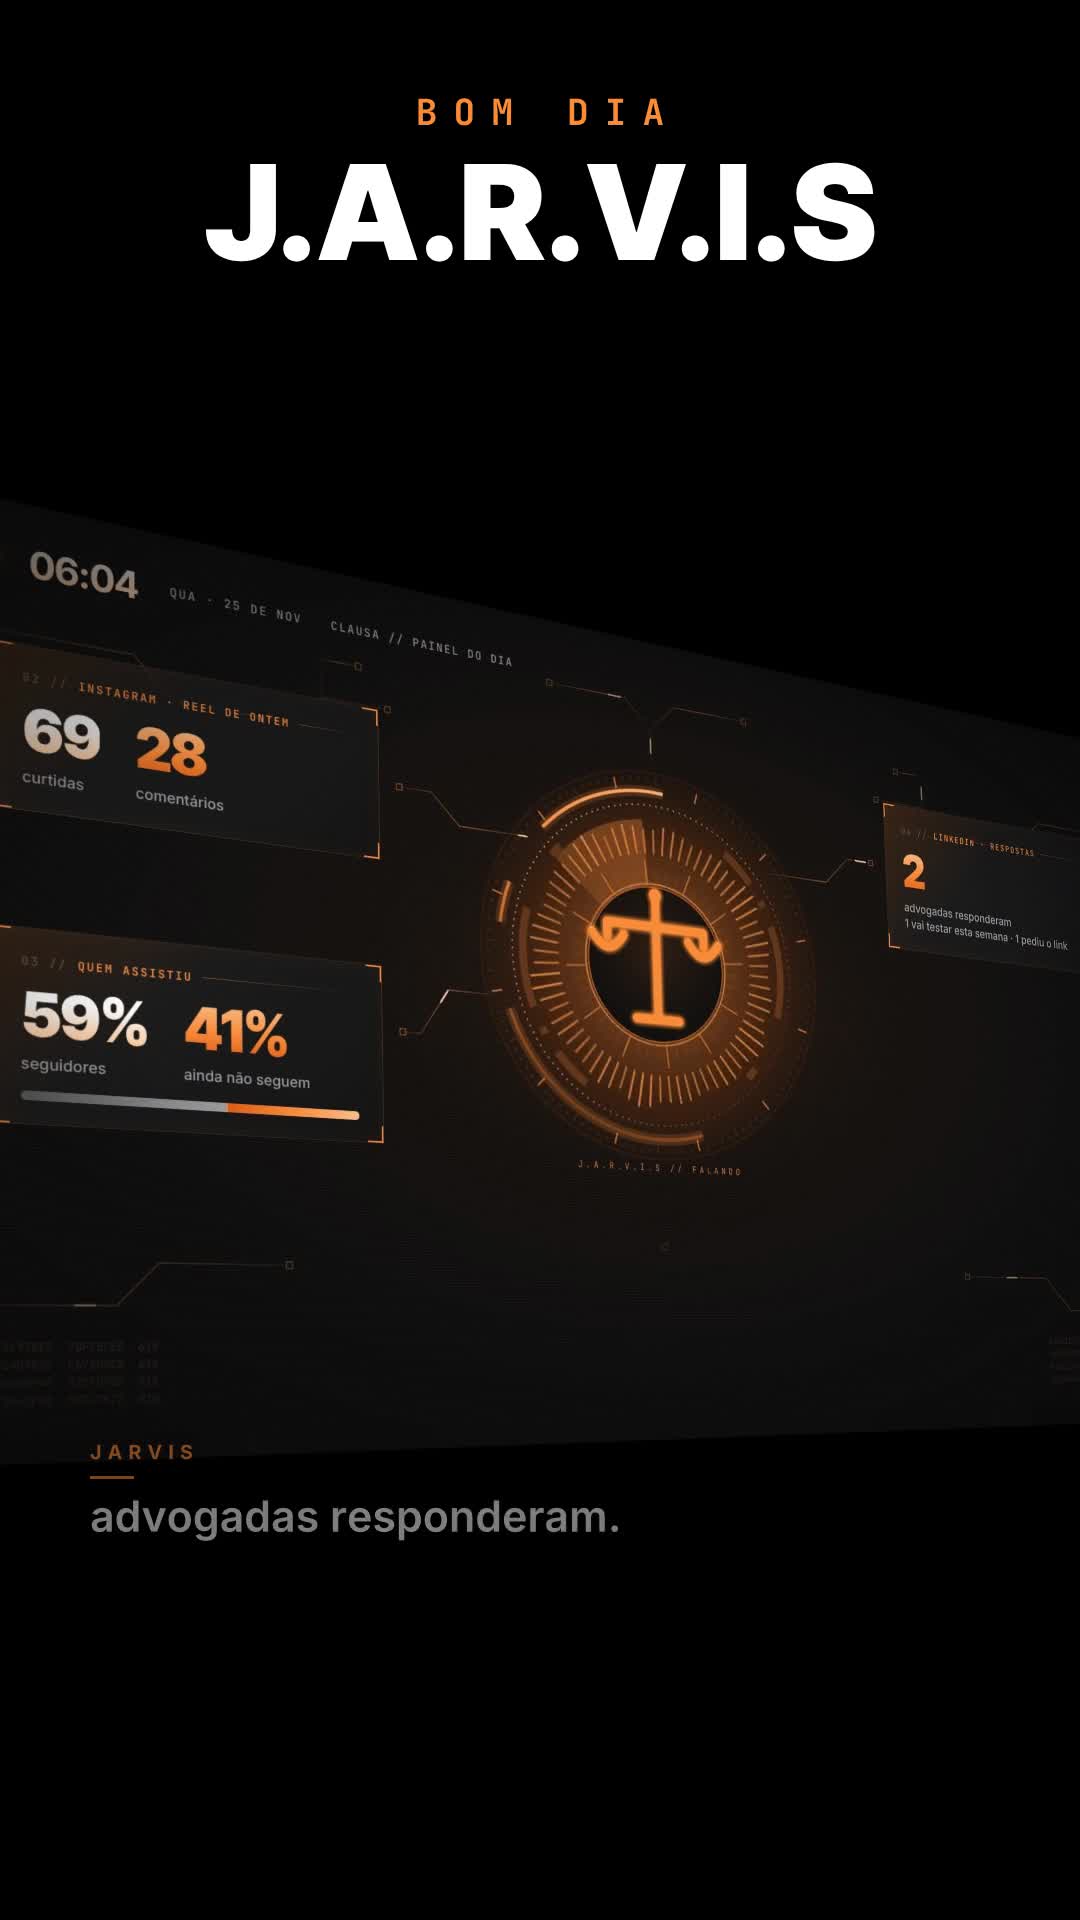 BOM DIA
J.A.R.V.I.S
06:04
QUA · 25 DE NOV
CLAUSA // PAINEL DO DIA
02 // INSTAGRAM · REEL DE ONTEM
69
curtidas
28
comentários
04 // LINKEDIN · RESPOSTAS
2
advogadas responderam
1 vai testar esta semana · 1 pediu o link
03 // QUEM ASSISTIU
59%
seguidores
41%
ainda não seguem
J.A.R.V.I.S // FALANDO
JARVIS
advogadas responderam.